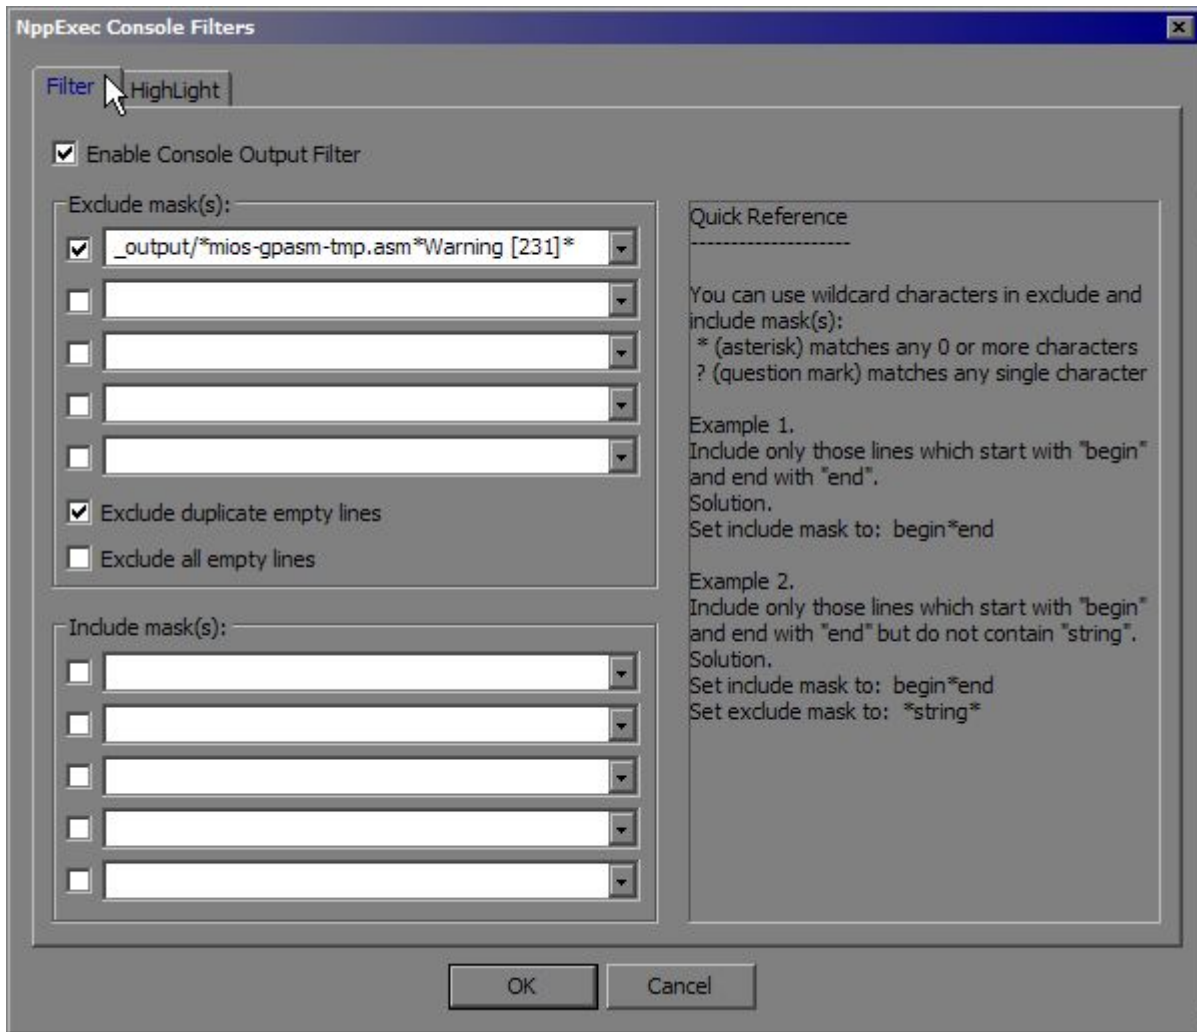 NppExec Console Filters
Filter
HighLight
Enable Console Output Filter
Exclude mask(s):
_output/*mios-gpasm-tmp.asm*Warning [231]*
Exclude duplicate empty lines
Exclude all empty lines
Include mask(s):
Quick Reference
--------------------
You can use wildcard characters in exclude and
include mask(s):
* (asterisk) matches any 0 or more characters
? (question mark) matches any single character
Example 1.
Include only those lines which start with "begin"
and end with "end".
Solution.
Set include mask to:  begin*end
Example 2.
Include only those lines which start with "begin"
and end with "end" but do not contain "string".
Solution.
Set include mask to:  begin*end
Set exclude mask to:  *string*
OK
Cancel